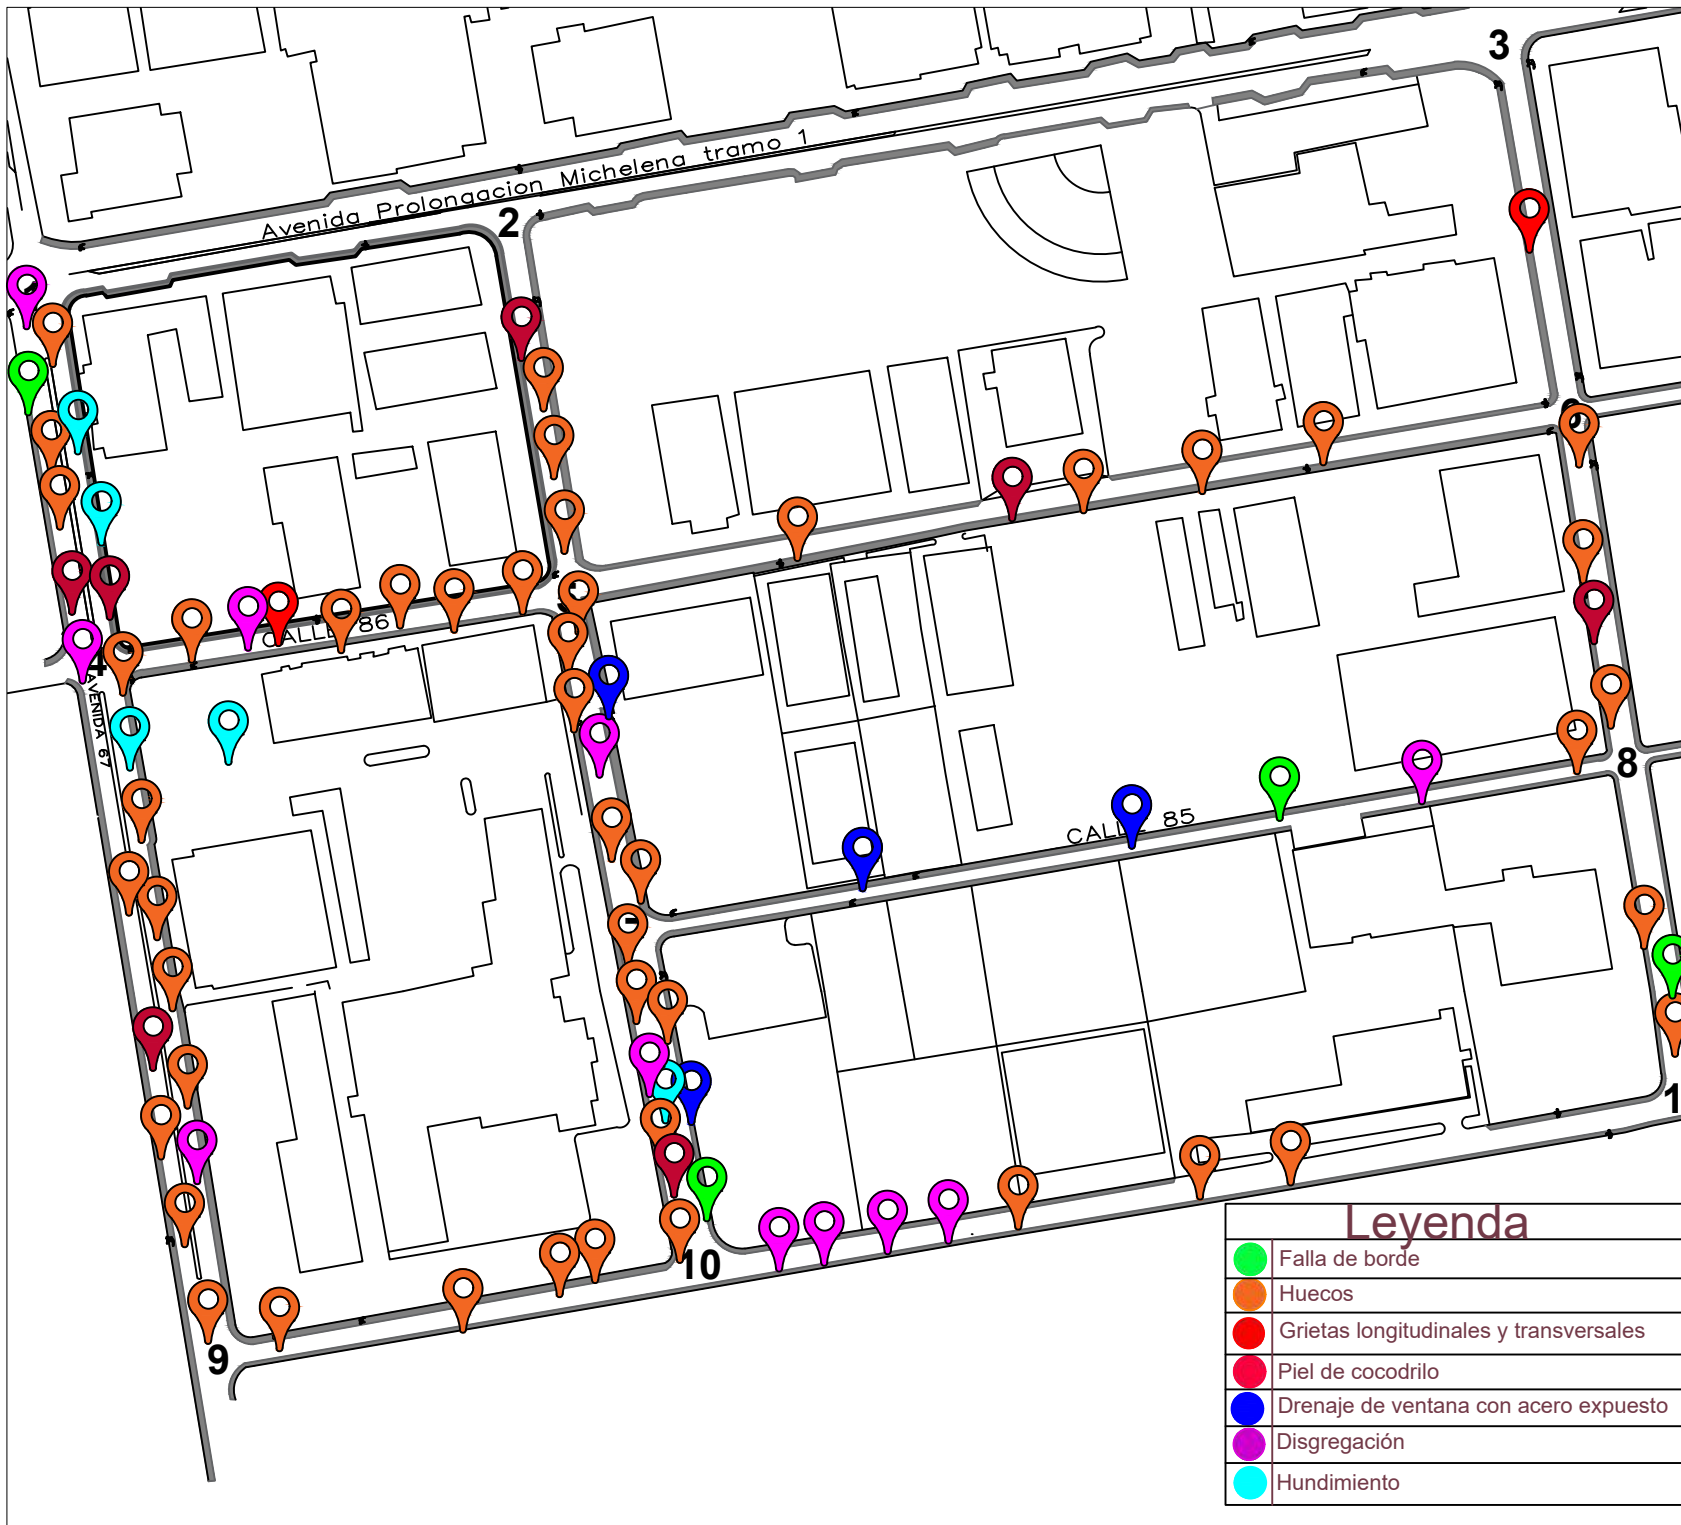 3
Avenida Prolongacion Michelena tramo 1
2
6
CALLE 86
4
AVENIDA 67
8
CALLE 85
1
10
9
Leyenda
Falla de borde
Huecos
Grietas longitudinales y transversales
Piel de cocodrilo
Drenaje de ventana con acero expuesto
Disgregación
Hundimiento